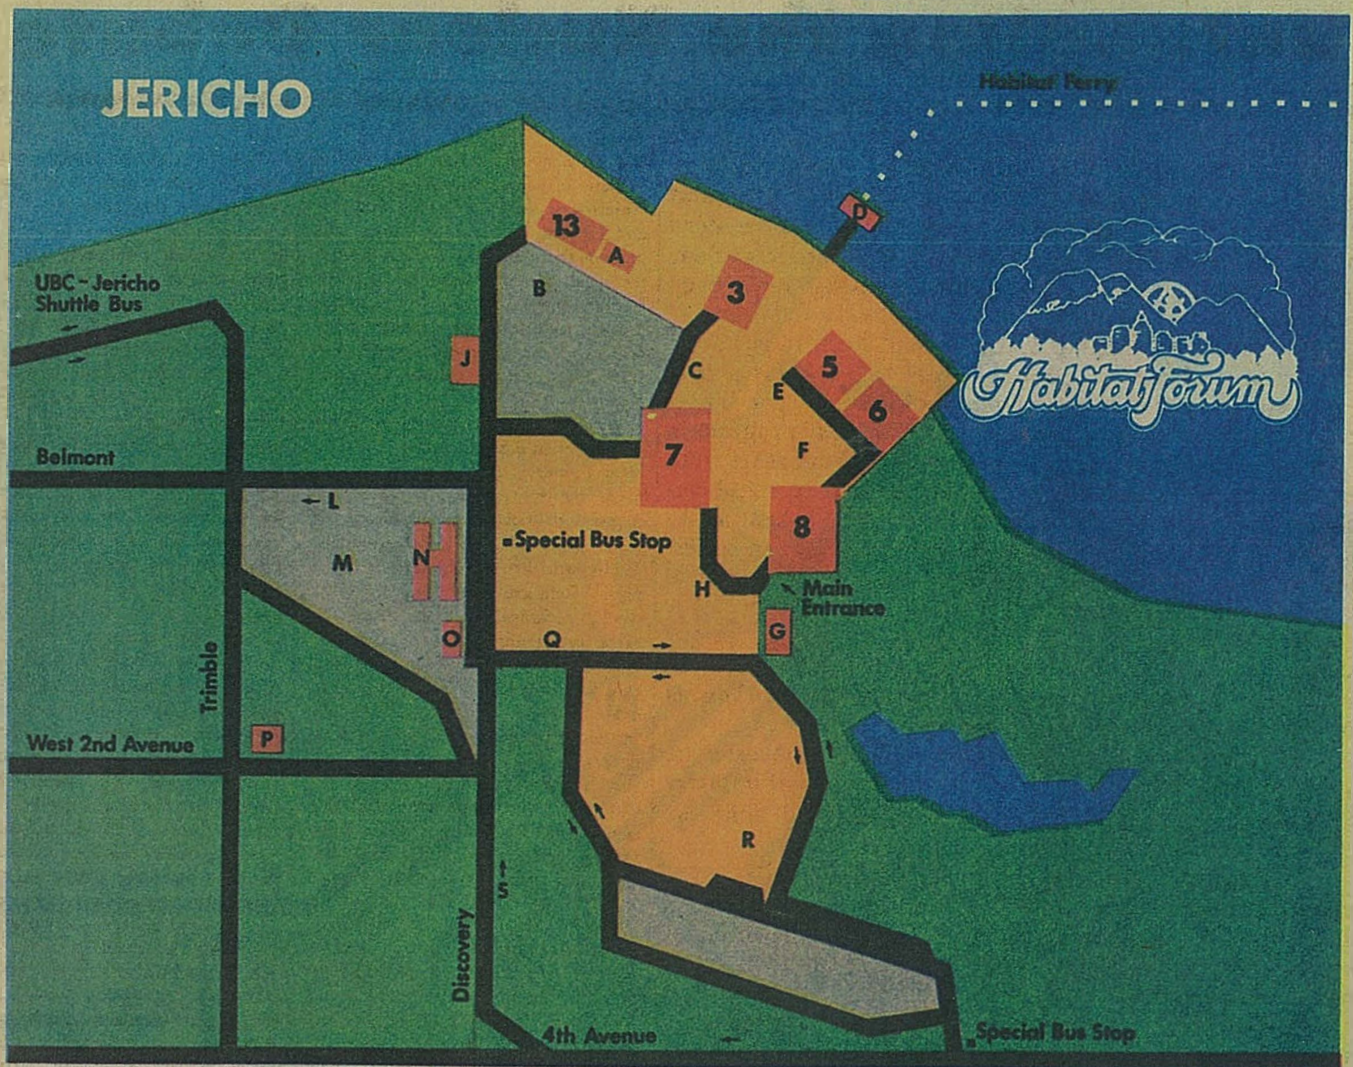 JERICHO
Habitat Ferry
D
13
A
UBC - Jericho
Shuttle Bus
B
3
Habitat Forum
J
C
5
E
6
Belmont
7
F
L
8
M
N
Special Bus Stop
H
Main
Entrance
O
Q
G
Trimble
P
West 2nd Avenue
R
S
Discovery
4th Avenue
Special Bus Stop